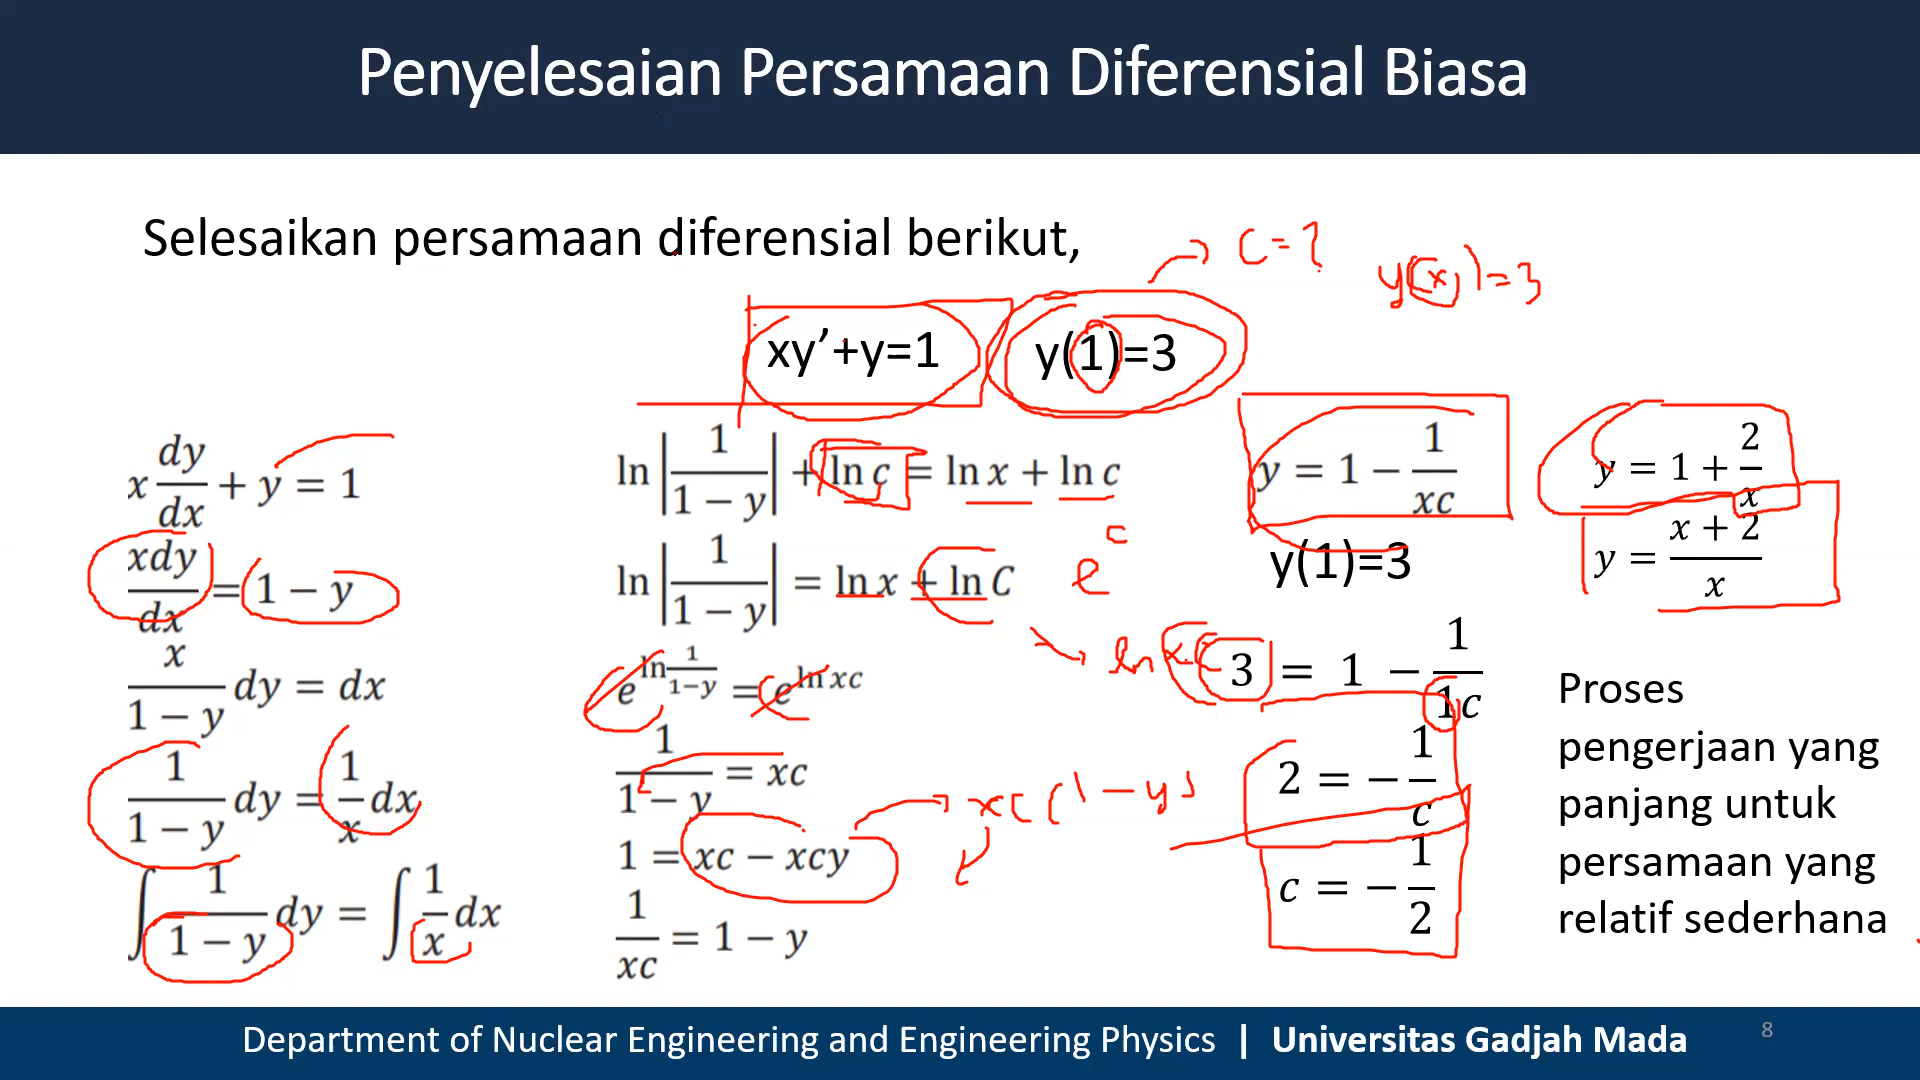 Penyelesaian Persamaan Diferensial Biasa
Selesaikan persamaan diferensial berikut,
c = ?
y(x) = 3
xy’+y=1
y(1)=3
x dy/dx + y = 1
xdy/dx = 1 − y
x/(1 − y) dy = dx
1/(1 − y) dy = 1/x dx
∫ 1/(1 − y) dy = ∫ 1/x dx
ln |1/(1 − y)| + ln c = ln x + ln c
ln |1/(1 − y)| = ln x + ln C
e^c
ln xc
e^(ln 1/(1−y)) = e^(ln xc)
1/(1 − y) = xc
xc(1 − y)
1 = xc − xcy
1/xc = 1 − y
y = 1 − 1/xc
y(1)=3
3 = 1 − 1/1c
2 = − 1/c
c = − 1/2
y = 1 + 2/x
y = (x + 2)/x
Proses
pengerjaan yang
panjang untuk
persamaan yang
relatif sederhana
Department of Nuclear Engineering and Engineering Physics | Universitas Gadjah Mada
8